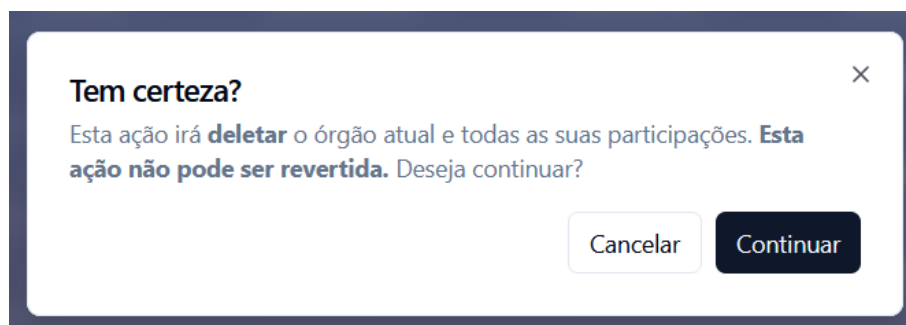 Tem certeza?
Esta ação irá deletar o órgão atual e todas as suas participações. Esta
ação não pode ser revertida. Deseja continuar?
Cancelar
Continuar